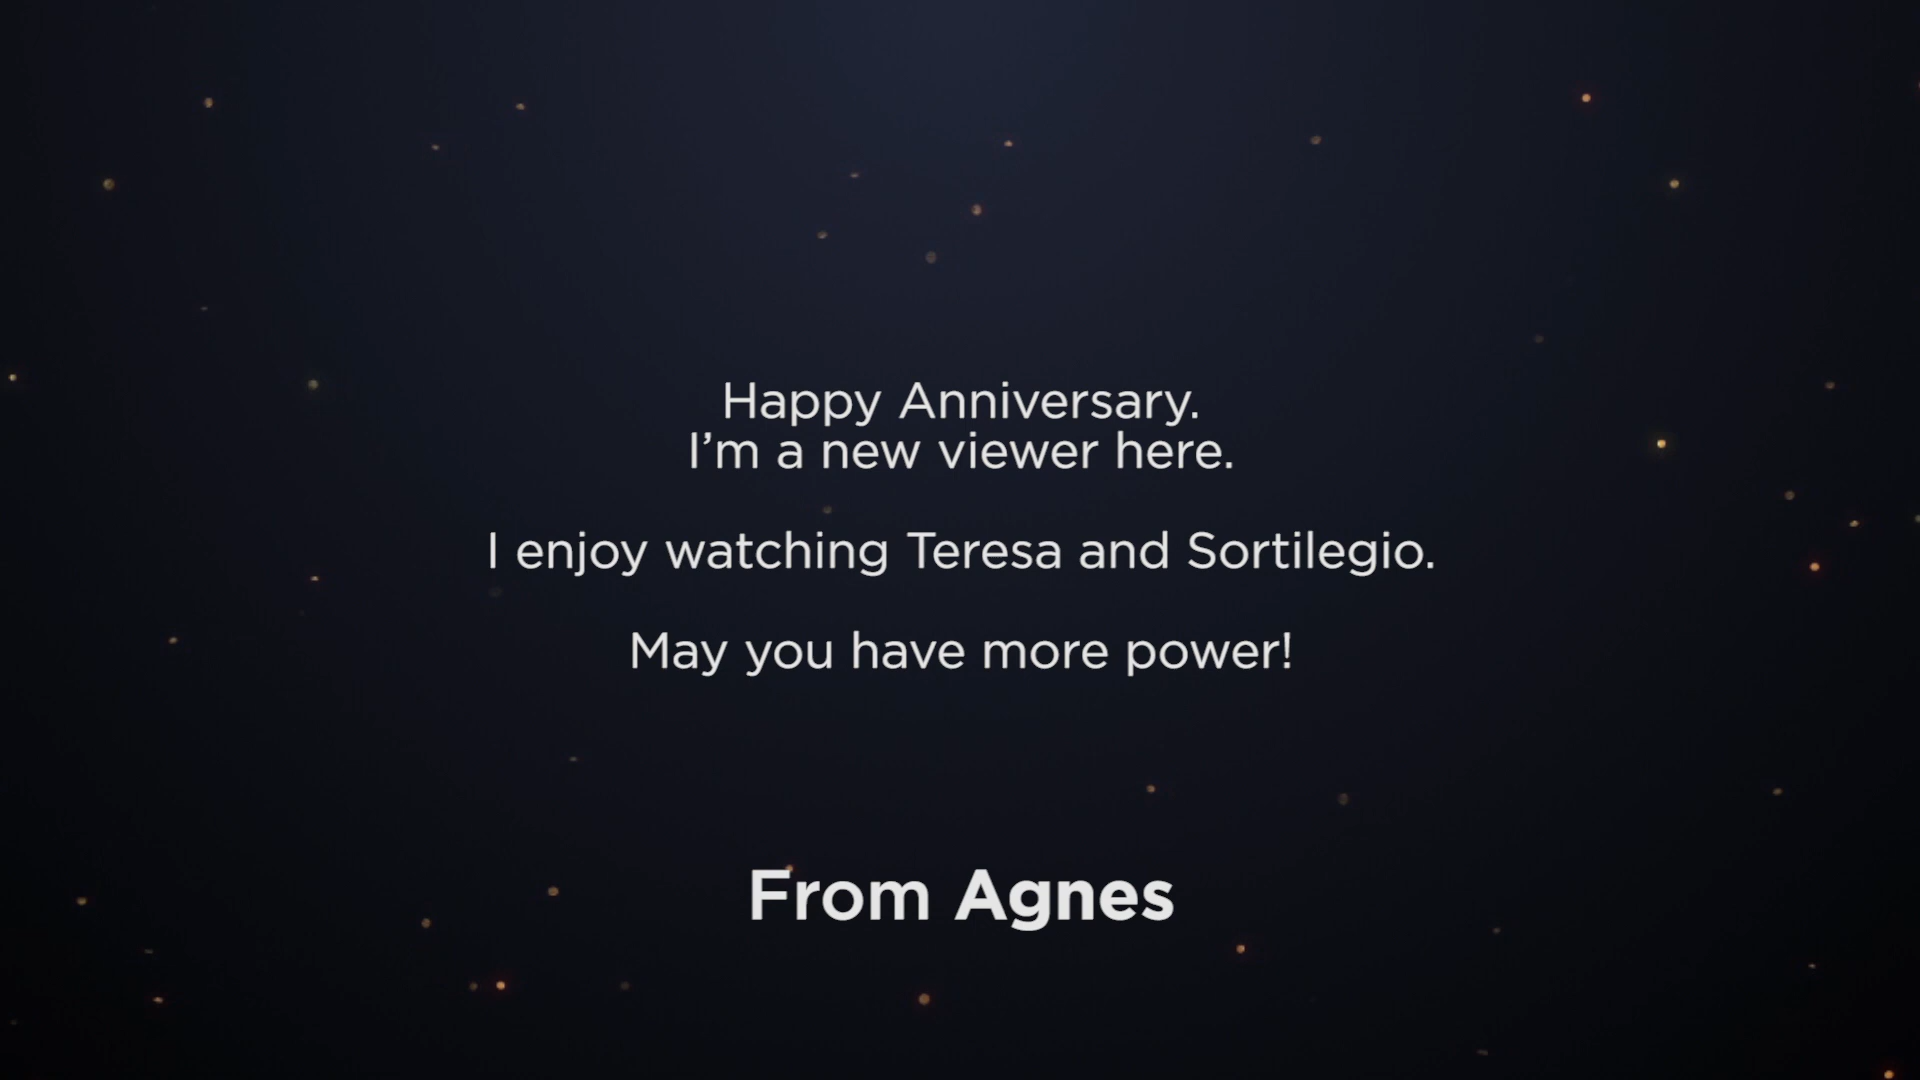 Happy Anniversary.
I’m a new viewer here.
I enjoy watching Teresa and Sortilegio.
May you have more power!
From Agnes